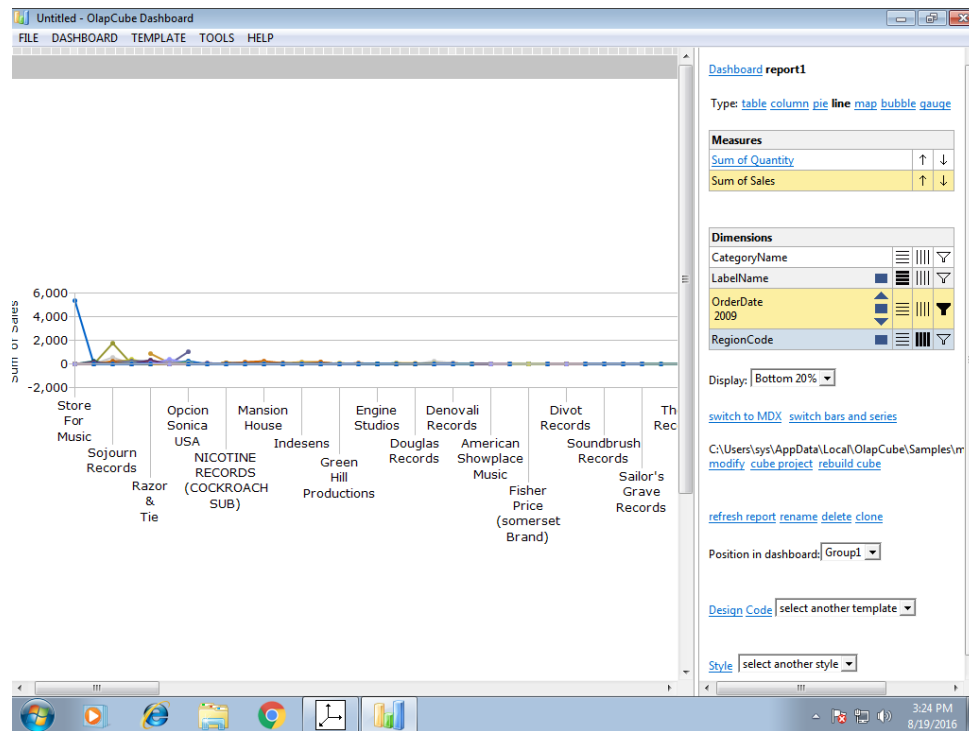 Untitled - OlapCube Dashboard
FILE DASHBOARD TEMPLATE TOOLS HELP
Dashboard report1
Type: table column pie line map bubble gauge
Measures
Sum of Quantity ↑ ↓
Sum of Sales ↑ ↓
Dimensions
CategoryName
LabelName
OrderDate
2009
RegionCode
Display: Bottom 20%
switch to MDX switch bars and series
C:\Users\sys\AppData\Local\OlapCube\Samples\m
modify cube project rebuild cube
refresh report rename delete clone
Position in dashboard: Group1
Design Code select another template
Style select another style
Sum of Sales
6,000
4,000
2,000
0
-2,000
Store
For
Music
Sojourn
Records
Razor
&
Tie
Opcion
Sonica
USA
NICOTINE
RECORDS
(COCKROACH
SUB)
Mansion
House
Indesens
Green
Hill
Productions
Engine
Studios
Douglas
Records
Denovali
Records
American
Showplace
Music
Fisher
Price
(somerset
Brand)
Divot
Records
Soundbrush
Records
Sailor's
Grave
Records
Th
Rec
3:24 PM
8/19/2016